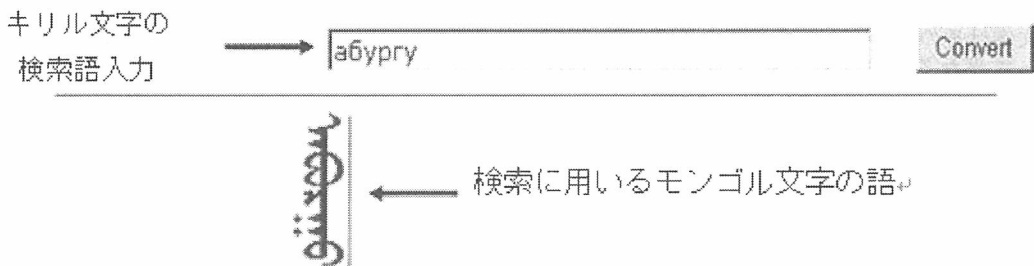 キリル文字の
検索語入力
абургу
Convert
ᠠᠪᠤᠷᠭᠤ
検索に用いるモンゴル文字の語